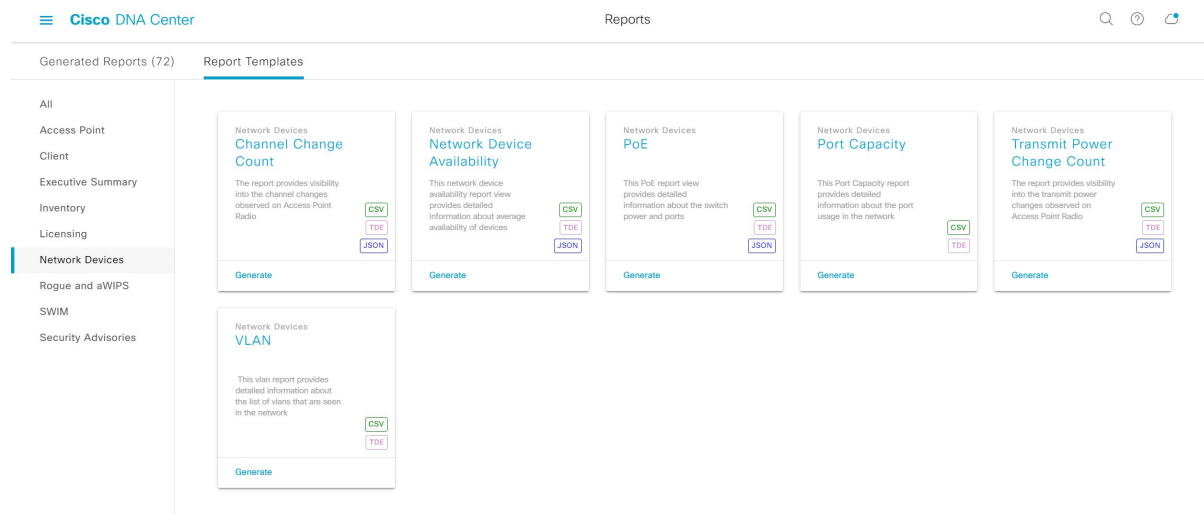 Cisco DNA Center
Reports
Generated Reports (72)
Report Templates
All
Access Point
Client
Executive Summary
Inventory
Licensing
Network Devices
Rogue and aWIPS
SWIM
Security Advisories
Network Devices
Channel Change
Count
The report provides visibility
into the channel changes
observed on Access Point
Radio
CSV
TDE
JSON
Generate
Network Devices
Network Device
Availability
This network device
availability report view
provides detailed
information about average
availability of devices
CSV
TDE
JSON
Generate
Network Devices
PoE
This PoE report view
provides detailed
information about the switch
power and ports
CSV
TDE
JSON
Generate
Network Devices
Port Capacity
This Port Capacity report
provides detailed
information about the port
usage in the network
CSV
TDE
Generate
Network Devices
Transmit Power
Change Count
The report provides visibility
into the transmit power
changes observed on
Access Point Radio
CSV
TDE
JSON
Generate
Network Devices
VLAN
This vlan report provides
detailed information about
the list of vlans that are seen
in the network
CSV
TDE
Generate